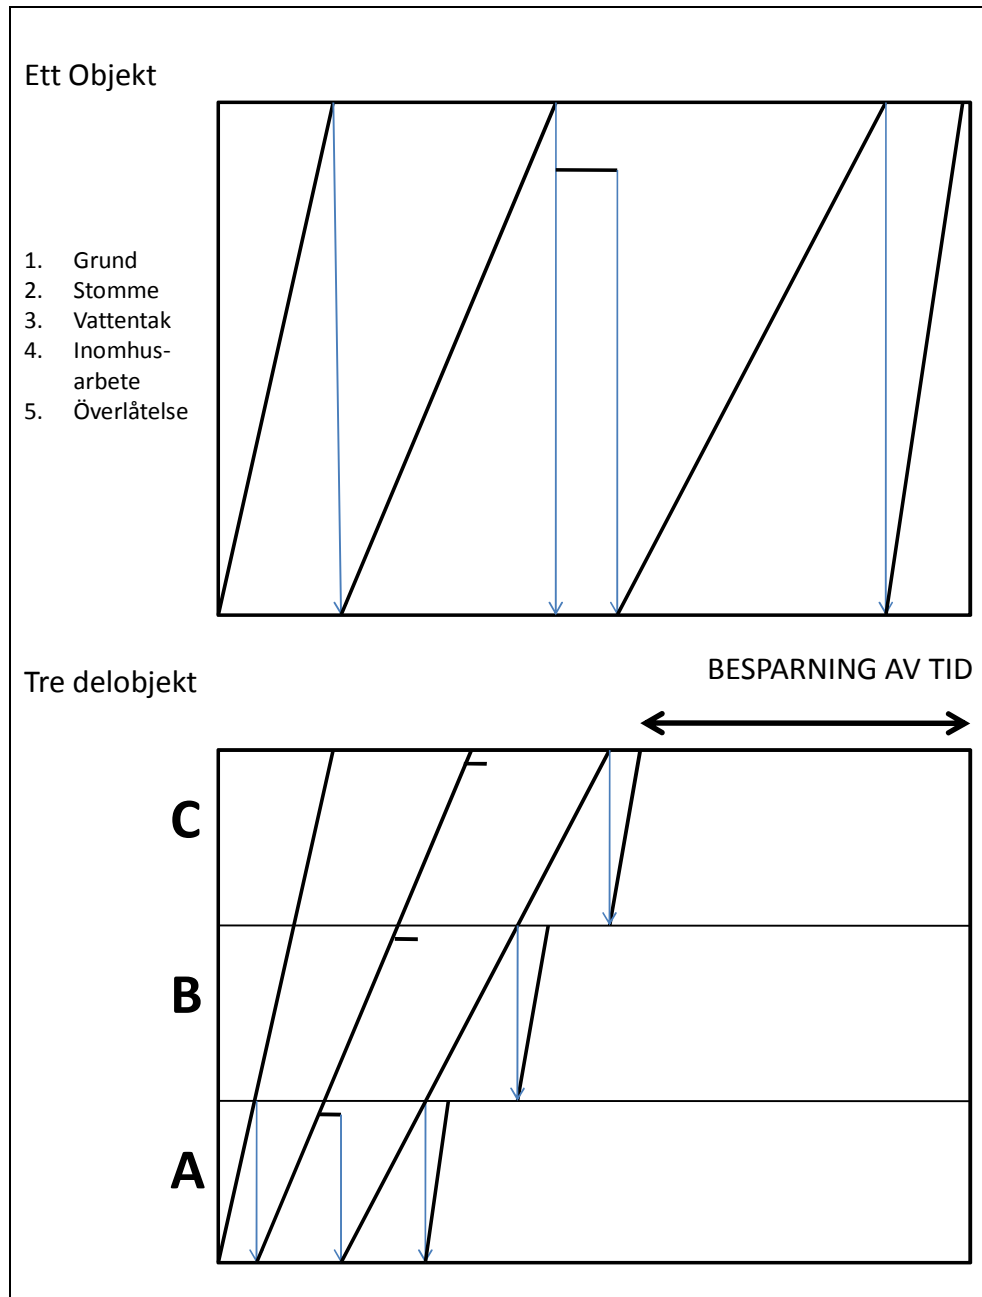 Ett Objekt
1. Grund
2. Stomme
3. Vattentak
4. Inomhus-
arbete
5. Överlåtelse
Tre delobjekt
BESPARNING AV TID
C
B
A